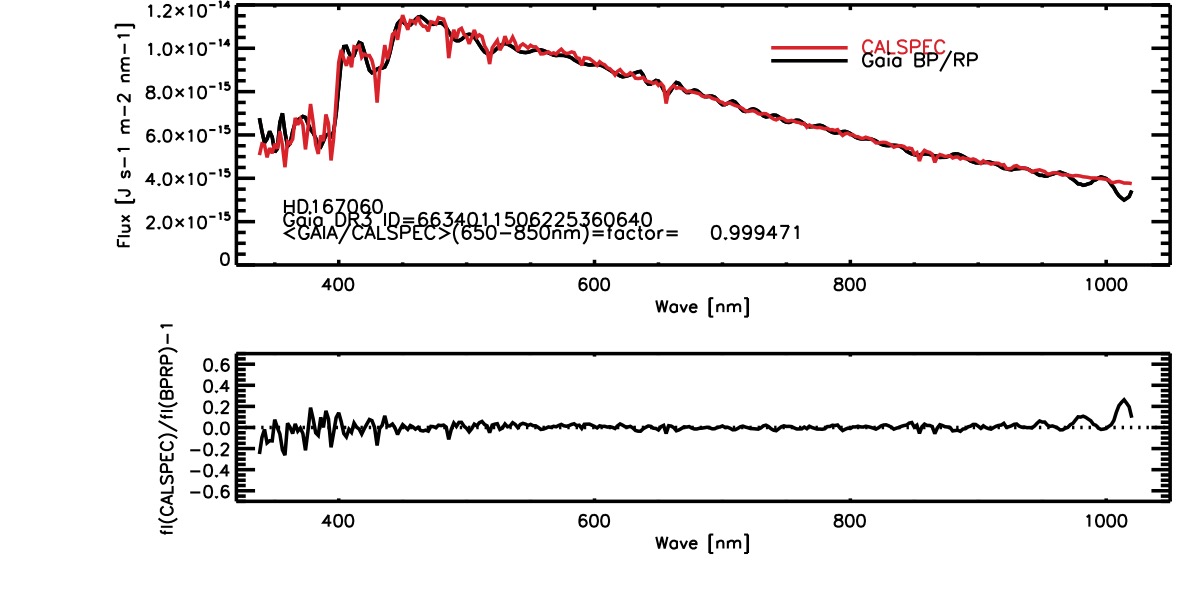 1.2×10⁻¹⁴
1.0×10⁻¹⁴
8.0×10⁻¹⁵
6.0×10⁻¹⁵
4.0×10⁻¹⁵
2.0×10⁻¹⁵
0
Flux [J s−1 m−2 nm−1]
CALSPEC
Gaia BP/RP
HD167060
Gaia DR3 ID=6634011506225360640
<GAIA/CALSPEC>(650−850nm)=factor= 0.999471
400 600 800 1000
Wave [nm]
fl(CALSPEC)/fl(BPRP)−1
0.6
0.4
0.2
0.0
−0.2
−0.4
−0.6
400 600 800 1000
Wave [nm]